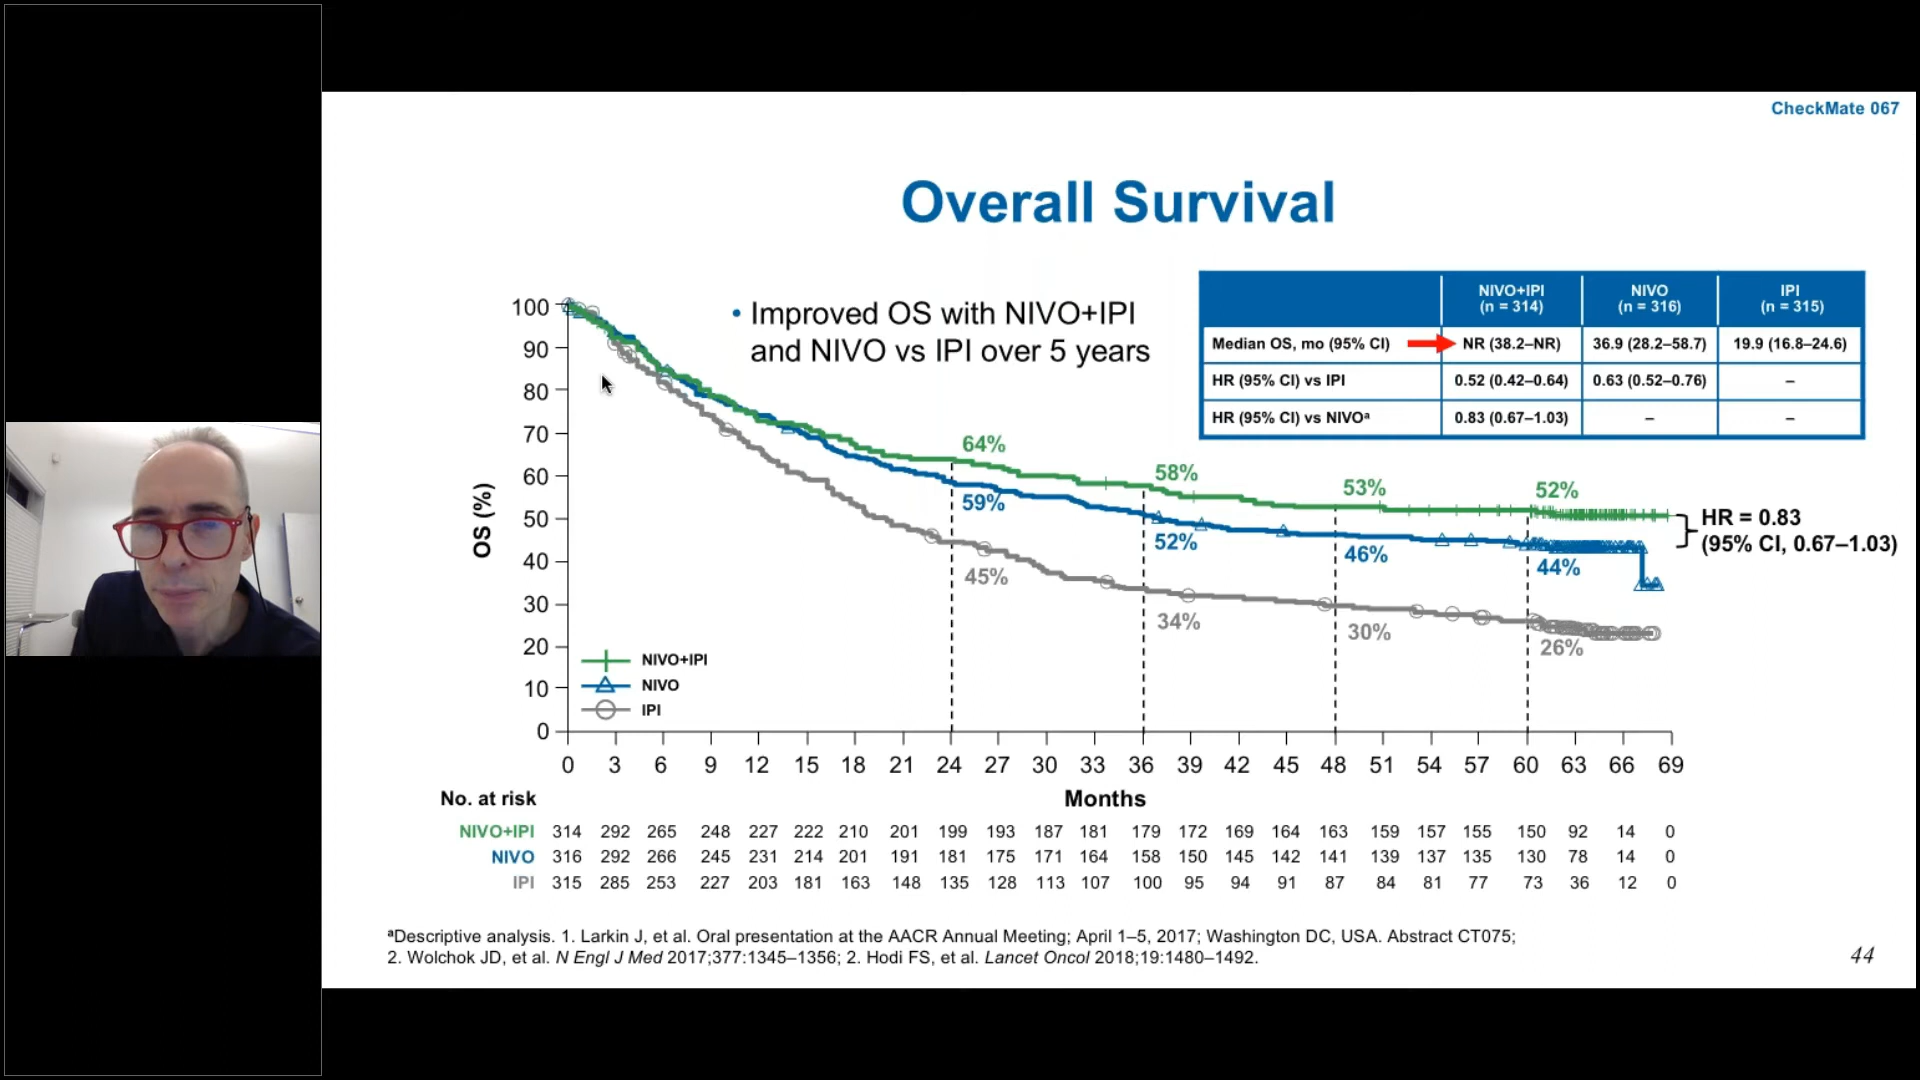 CheckMate 067
Overall Survival
• Improved OS with NIVO+IPI
and NIVO vs IPI over 5 years
NIVO+IPI (n = 314) NIVO (n = 316) IPI (n = 315)
Median OS, mo (95% CI) NR (38.2–NR) 36.9 (28.2–58.7) 19.9 (16.8–24.6)
HR (95% CI) vs IPI 0.52 (0.42–0.64) 0.63 (0.52–0.76) –
HR (95% CI) vs NIVOᵃ 0.83 (0.67–1.03) – –
OS (%)
100
90
80
70
60
50
40
30
20
10
0
64%
58%
53%
52%
59%
52%
46%
44%
45%
34%
30%
26%
HR = 0.83
(95% CI, 0.67–1.03)
NIVO+IPI
NIVO
IPI
0 3 6 9 12 15 18 21 24 27 30 33 36 39 42 45 48 51 54 57 60 63 66 69
Months
No. at risk
NIVO+IPI 314 292 265 248 227 222 210 201 199 193 187 181 179 172 169 164 163 159 157 155 150 92 14 0
NIVO 316 292 266 245 231 214 201 191 181 175 171 164 158 150 145 142 141 139 137 135 130 78 14 0
IPI 315 285 253 227 203 181 163 148 135 128 113 107 100 95 94 91 87 84 81 77 73 36 12 0
ᵃDescriptive analysis. 1. Larkin J, et al. Oral presentation at the AACR Annual Meeting; April 1–5, 2017; Washington DC, USA. Abstract CT075;
2. Wolchok JD, et al. N Engl J Med 2017;377:1345–1356; 2. Hodi FS, et al. Lancet Oncol 2018;19:1480–1492.
44